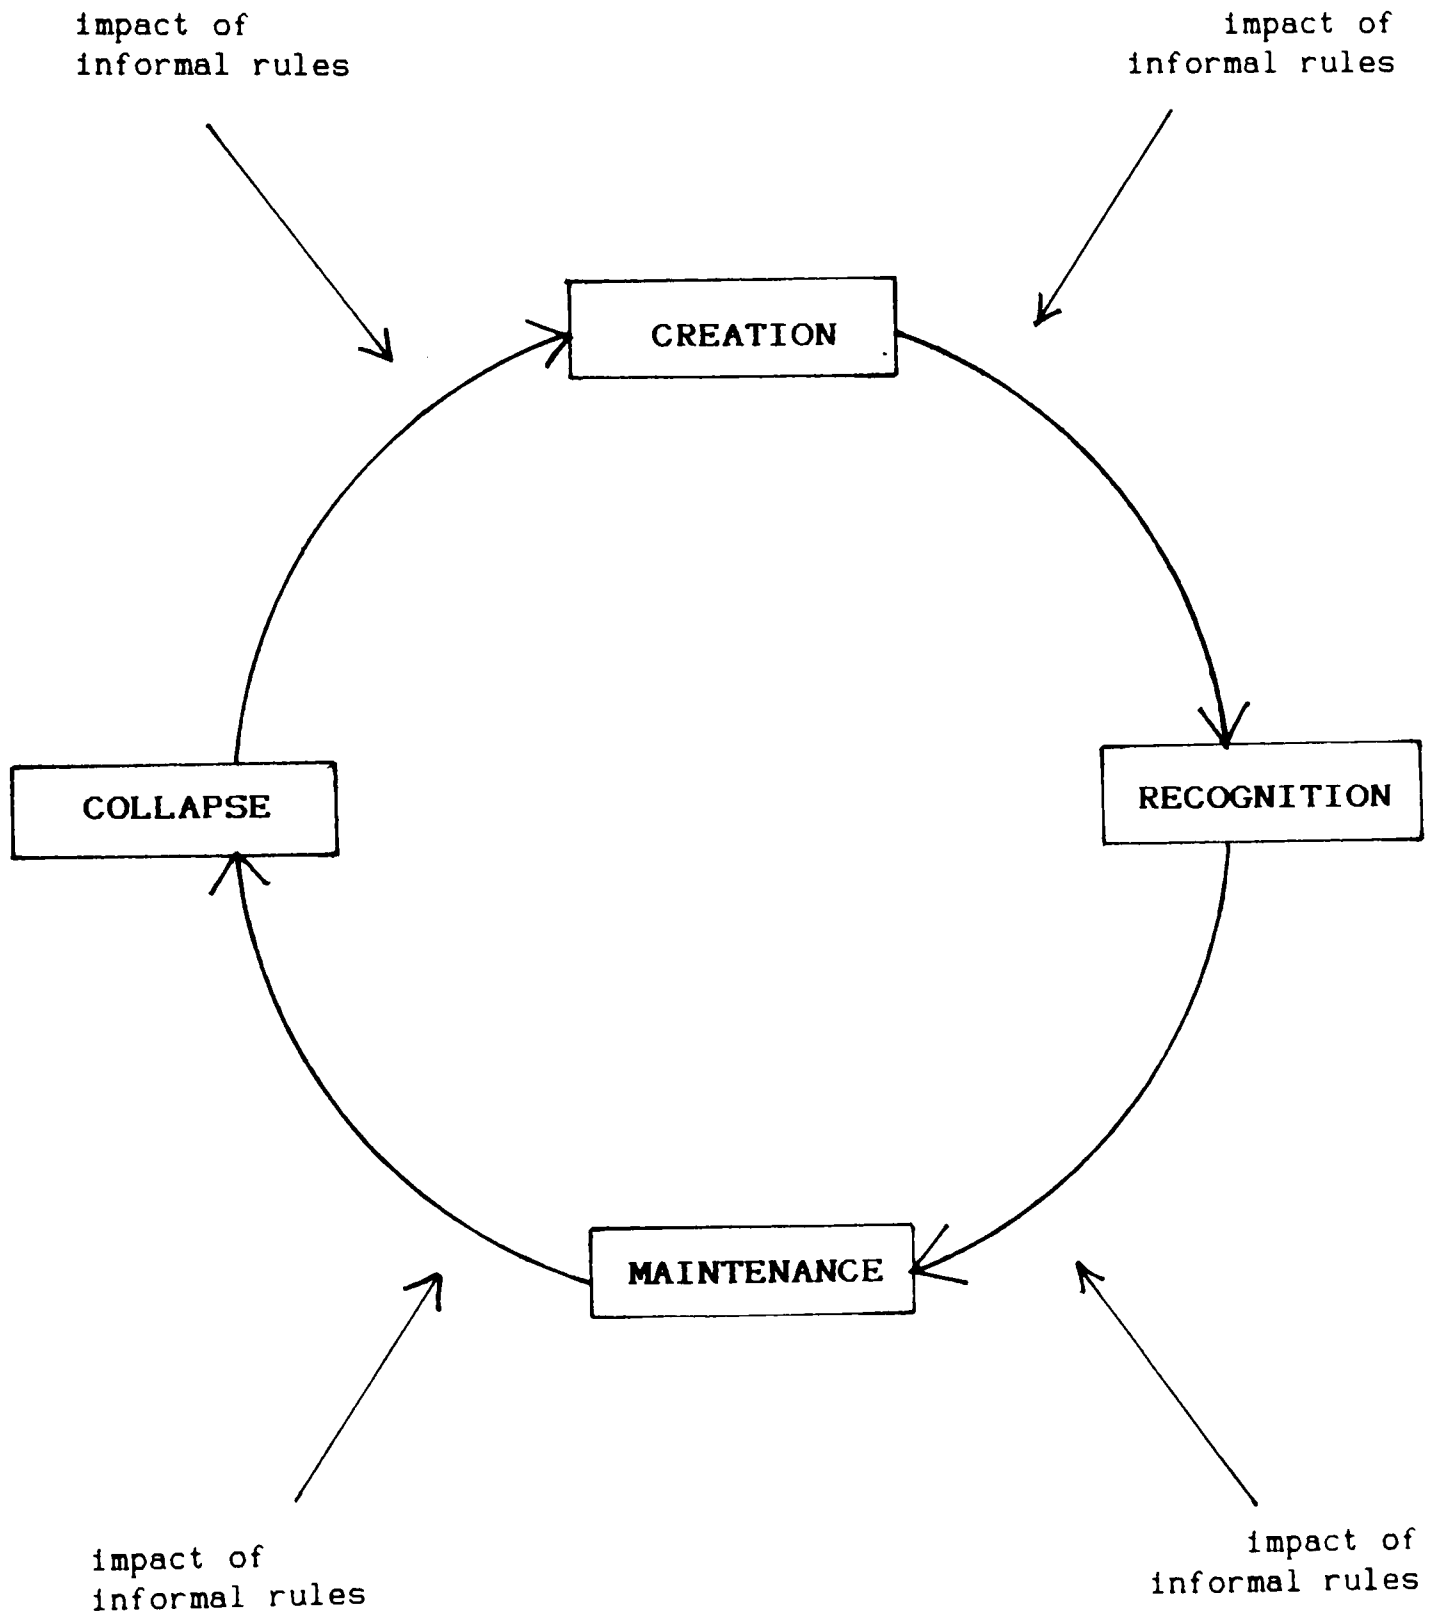 impact of
informal rules
impact of
informal rules
CREATION
COLLAPSE
RECOGNITION
MAINTENANCE
impact of
informal rules
impact of
informal rules